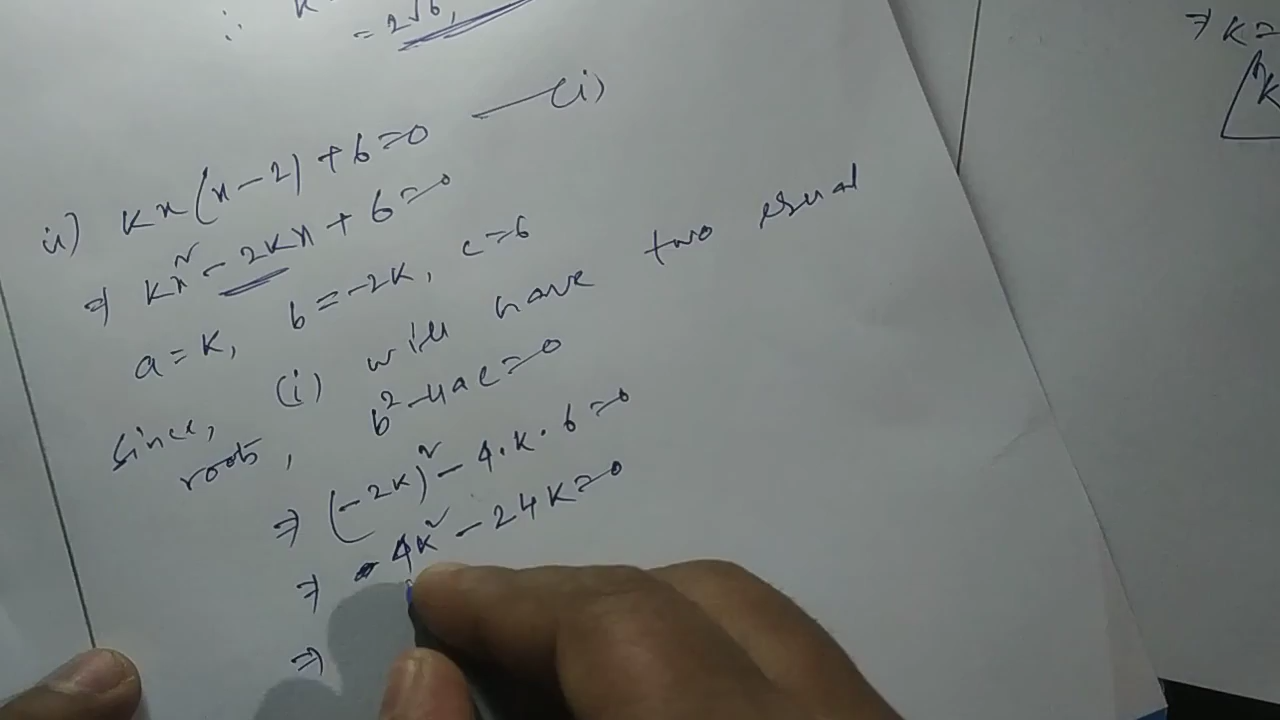 ∴ K
= 2√6,
⇒ K =
K
ii) Kx(x-2) +6=0 —(i)
⇒ Kx² - 2Kx + 6=0
a=K, b=-2K, c=6
Since, (i) will have two equal
roots, b²-4ac=0
⇒ (-2K)² - 4.K.6=0
⇒ 4K² - 24K=0
⇒